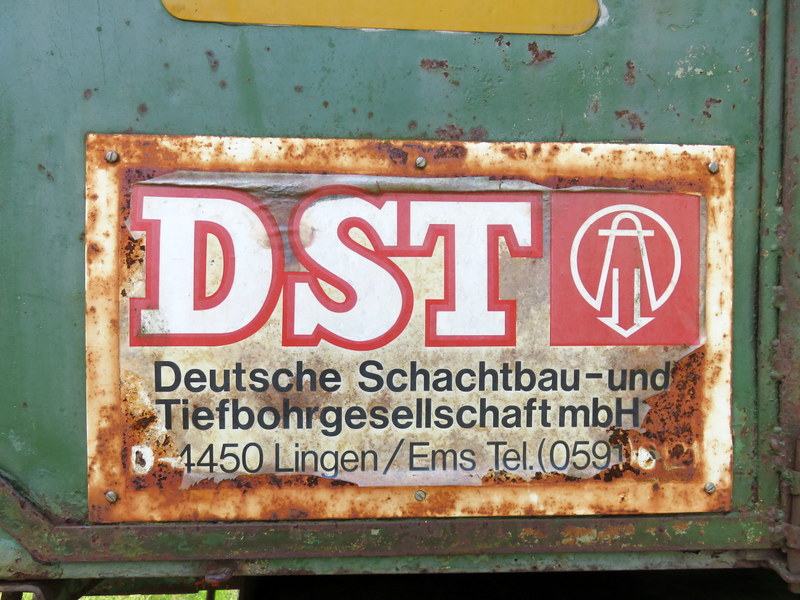 DST
Deutsche Schachtbau-und
Tiefbohrgesellschaft mbH
4450 Lingen/Ems Tel.(0591